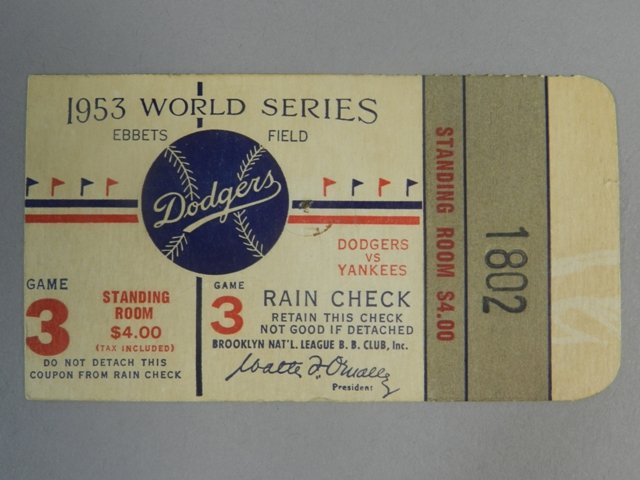 1953 WORLD SERIES
EBBETS FIELD
Dodgers
DODGERS
VS
YANKEES
GAME
3
STANDING
ROOM
$4.00
(TAX INCLUDED)
DO NOT DETACH THIS
COUPON FROM RAIN CHECK
GAME
3
RAIN CHECK
RETAIN THIS CHECK
NOT GOOD IF DETACHED
BROOKLYN NAT'L. LEAGUE B. B. CLUB, Inc.
Walter F. O'Malley
President
STANDING ROOM $4.00
1802